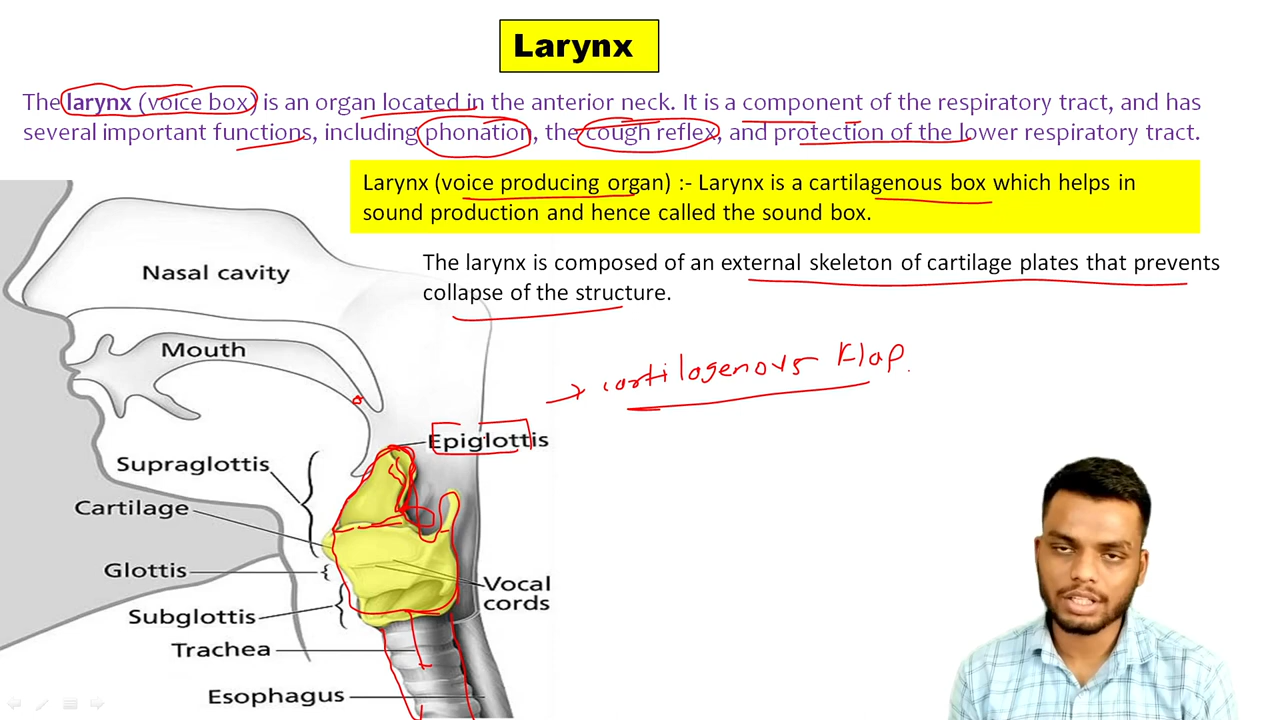 Larynx
The larynx (voice box) is an organ located in the anterior neck. It is a component of the respiratory tract, and has
several important functions, including phonation, the cough reflex, and protection of the lower respiratory tract.
Larynx (voice producing organ) :- Larynx is a cartilagenous box which helps in
sound production and hence called the sound box.
The larynx is composed of an external skeleton of cartilage plates that prevents
collapse of the structure.
Nasal cavity
Mouth
→ cartilagenous flap.
Epiglottis
Supraglottis
Cartilage
Glottis
Vocal
cords
Subglottis
Trachea
Esophagus